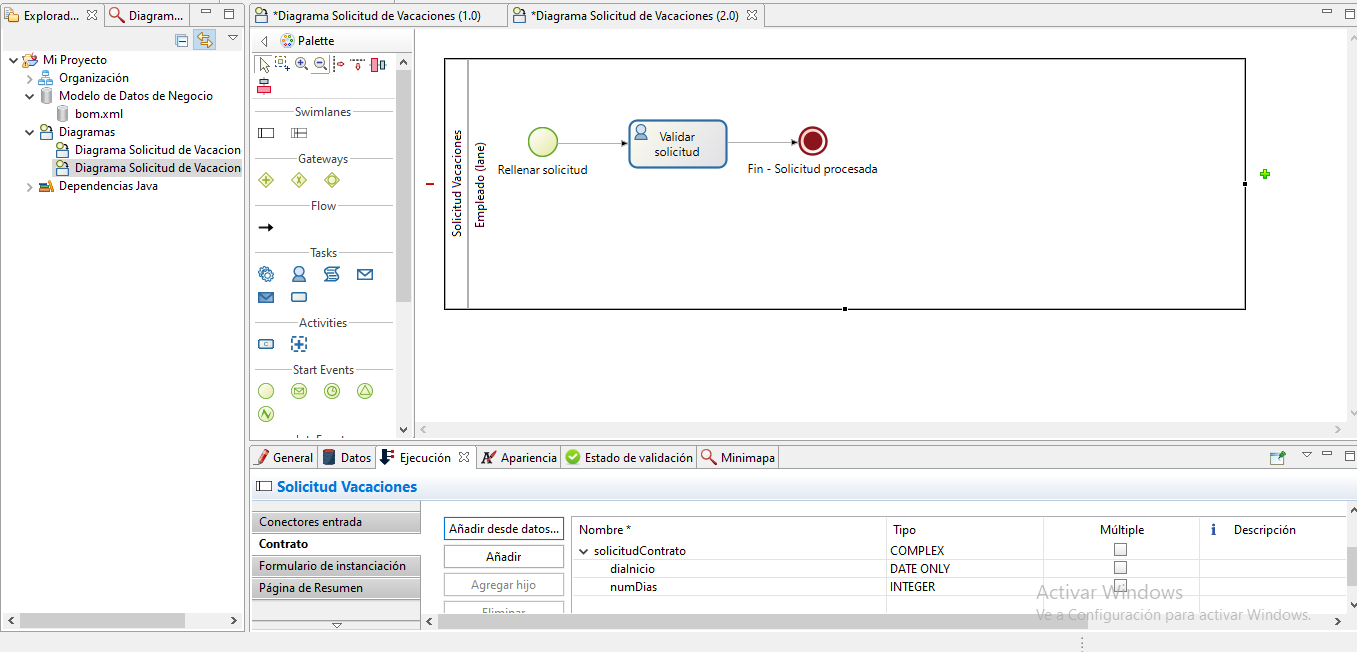 Explorad...
Diagram...
*Diagrama Solicitud de Vacaciones (1.0)
*Diagrama Solicitud de Vacaciones (2.0)
Mi Proyecto
Organización
Modelo de Datos de Negocio
bom.xml
Diagramas
Diagrama Solicitud de Vacacion
Diagrama Solicitud de Vacacion
Dependencias Java
Palette
Swimlanes
Gateways
Flow
Tasks
Activities
Start Events
Solicitud Vacaciones
Empleado (lane)
Rellenar solicitud
Validar
solicitud
Fin - Solicitud procesada
General
Datos
Ejecución
Apariencia
Estado de validación
Minimapa
Solicitud Vacaciones
Conectores entrada
Contrato
Formulario de instanciación
Página de Resumen
Añadir desde datos...
Añadir
Agregar hijo
Eliminar
Nombre *
Tipo
Múltiple
Descripción
solicitudContrato
COMPLEX
diaInicio
DATE ONLY
numDias
INTEGER
Activar Windows
Ve a Configuración para activar Windows.